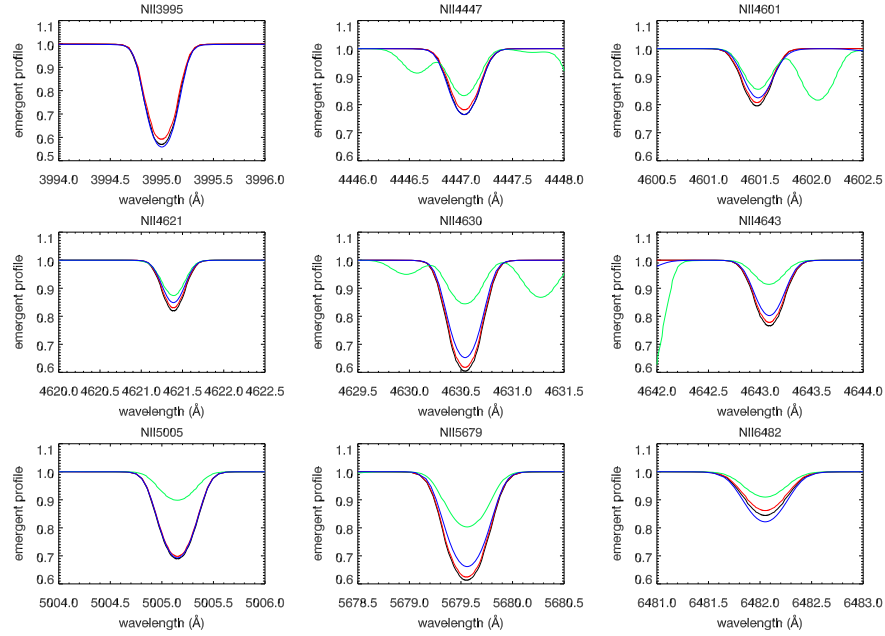 NII3995
NII4447
NII4601
emergent profile
1.1
1.0
0.9
0.8
0.7
0.6
0.5
3994.0 3994.5 3995.0 3995.5 3996.0
wavelength (Å)
emergent profile
1.1
1.0
0.9
0.8
0.7
0.6
4446.0 4446.5 4447.0 4447.5 4448.0
wavelength (Å)
emergent profile
1.1
1.0
0.9
0.8
0.7
0.6
4600.5 4601.0 4601.5 4602.0 4602.5
wavelength (Å)
NII4621
NII4630
NII4643
emergent profile
1.1
1.0
0.9
0.8
0.7
0.6
4620.0 4620.5 4621.0 4621.5 4622.0 4622.5
wavelength (Å)
emergent profile
1.1
1.0
0.9
0.8
0.7
0.6
4629.5 4630.0 4630.5 4631.0 4631.5
wavelength (Å)
emergent profile
1.1
1.0
0.9
0.8
0.7
0.6
4642.0 4642.5 4643.0 4643.5 4644.0
wavelength (Å)
NII5005
NII5679
NII6482
emergent profile
1.1
1.0
0.9
0.8
0.7
0.6
5004.0 5004.5 5005.0 5005.5 5006.0
wavelength (Å)
emergent profile
1.1
1.0
0.9
0.8
0.7
0.6
5678.5 5679.0 5679.5 5680.0 5680.5
wavelength (Å)
emergent profile
1.1
1.0
0.9
0.8
0.7
0.6
6481.0 6481.5 6482.0 6482.5 6483.0
wavelength (Å)